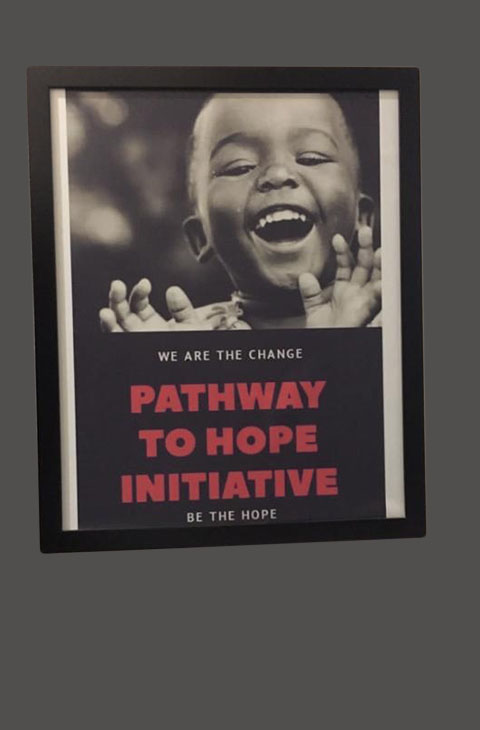 WE ARE THE CHANGE
PATHWAY
TO HOPE
INITIATIVE
BE THE HOPE